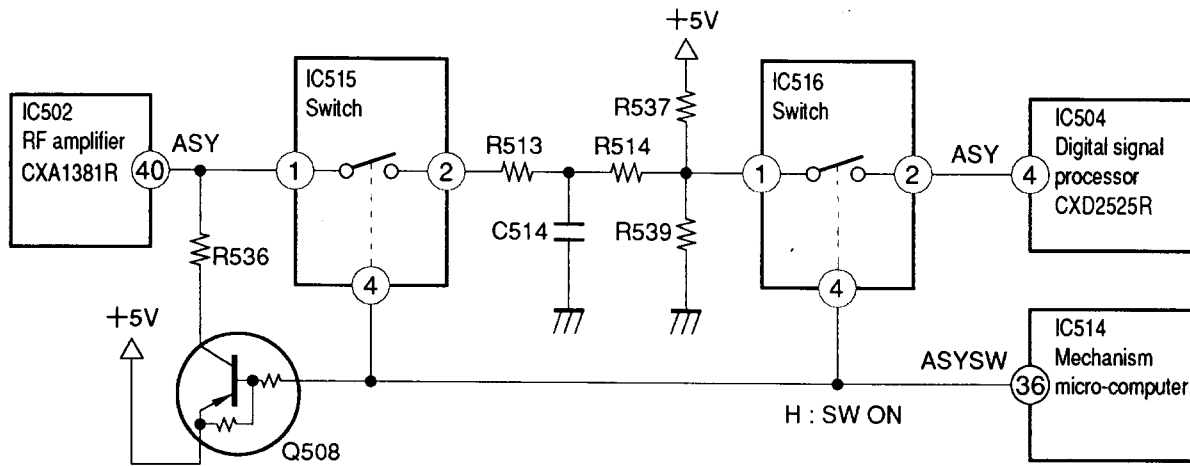 +5V
IC515
Switch
IC516
Switch
IC502
RF amplifier
CXA1381R
40
ASY
1
2
R513
R514
R537
1
2
ASY
4
IC504
Digital signal
processor
CXD2525R
R536
C514
R539
4
4
+5V
ASYSW
36
IC514
Mechanism
micro-computer
H : SW ON
Q508